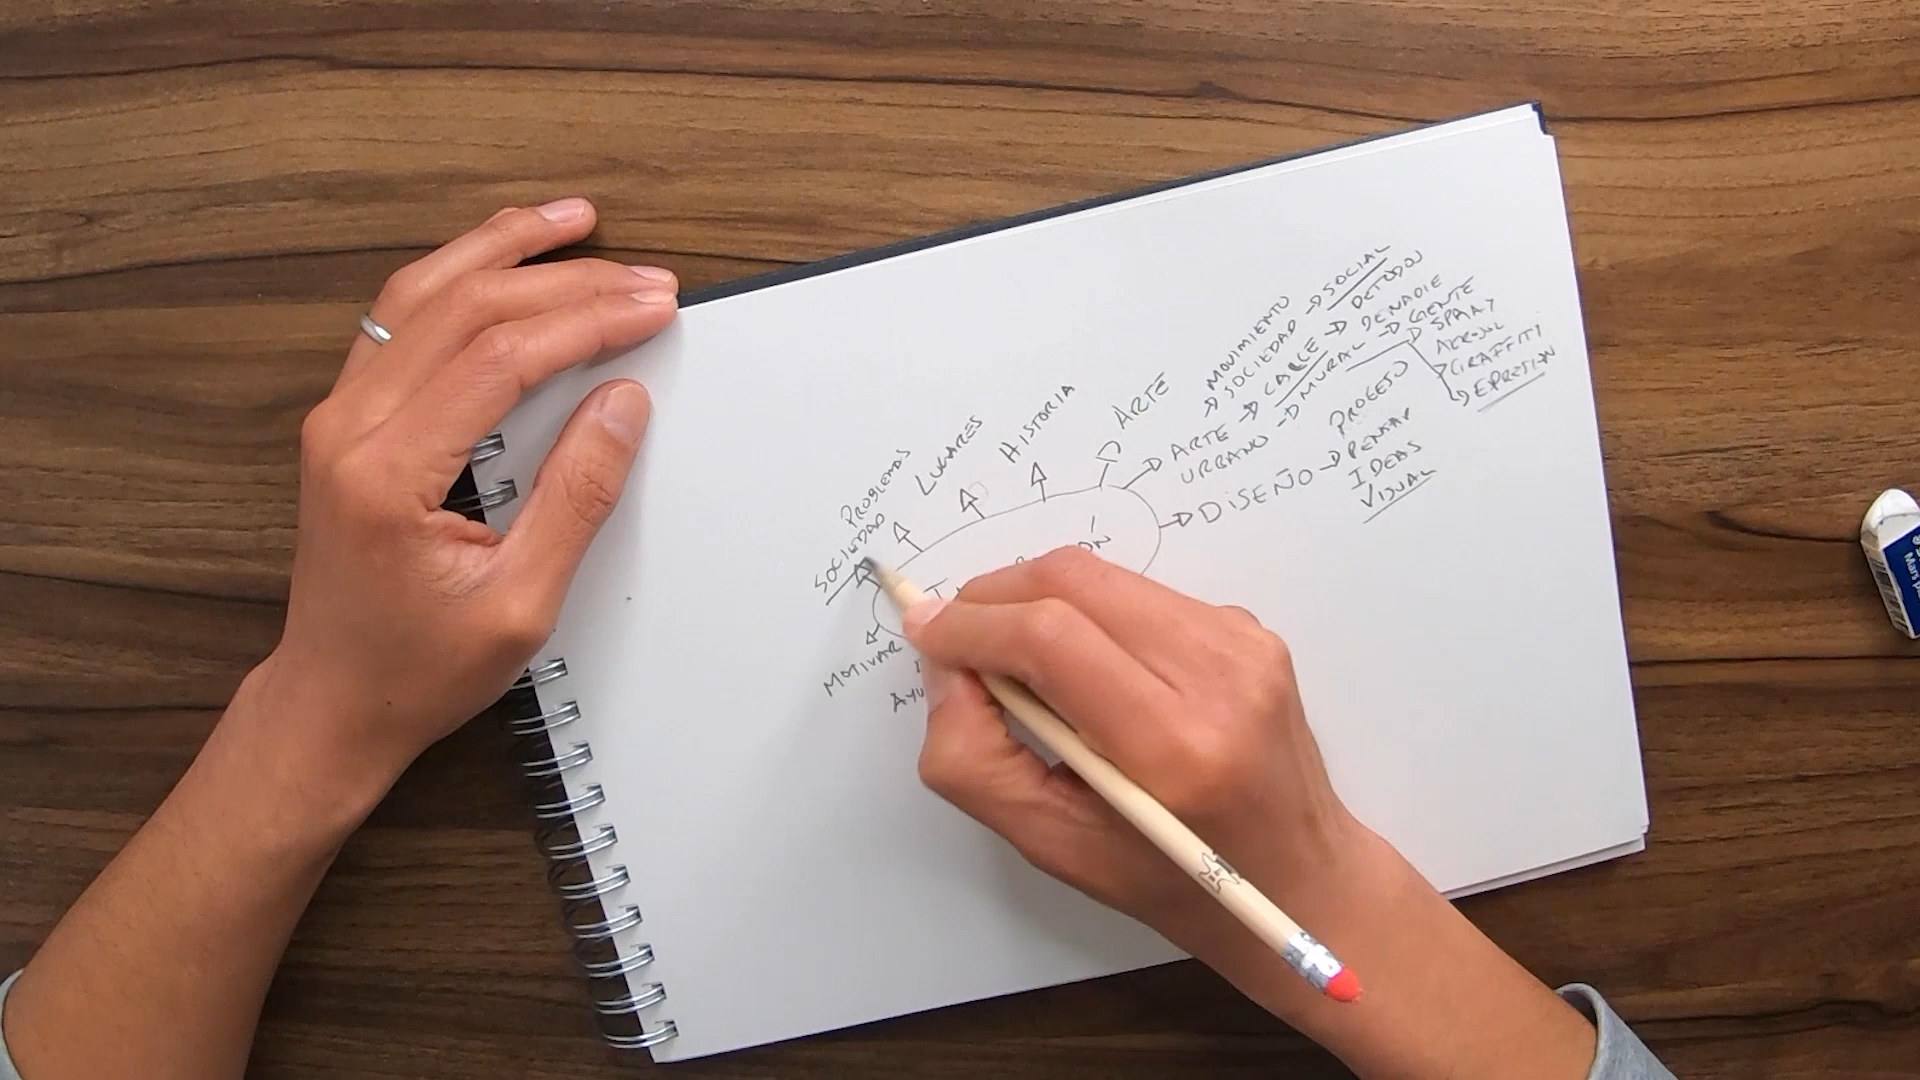 SOCIAL
MOVIMIENTO
SOCIEDAD
DE TODOS
CALLE
DE NADIE
MURAL
GENTE
SPRAY
AEROSOL
GRAFFITI
EXPRESIÓN
ARTE
HISTORIA
LUGARES
PROBLEMAS
SOCIEDAD
ARTE
URBANO
DISEÑO
PROCESO
PENSAR
IDEAS
VISUAL
MOTIVAR